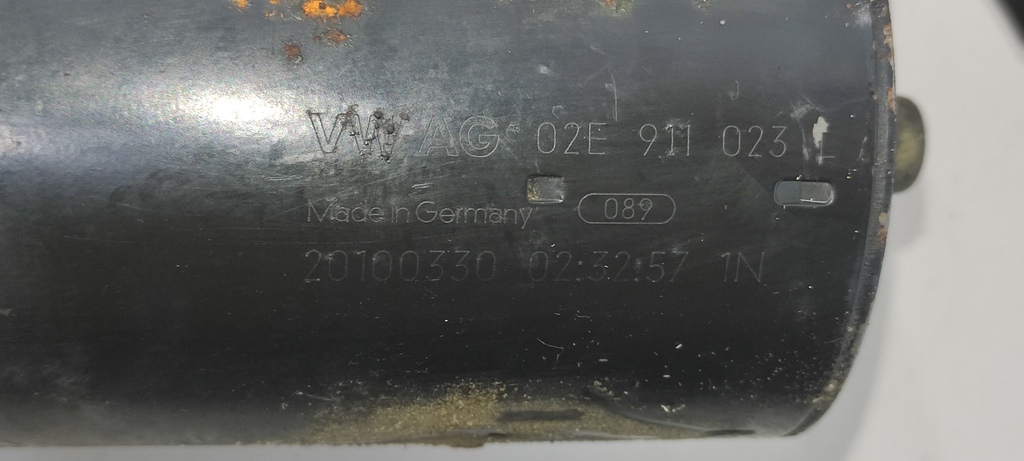 VW AG 02E 911 023 L
Made in Germany 089
20100330 02:32:57 1N